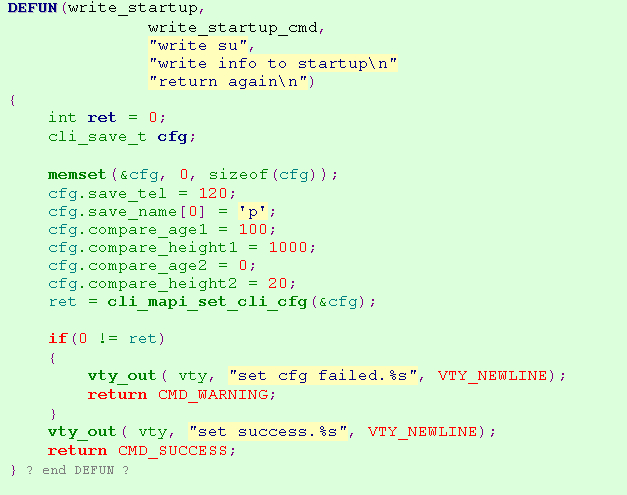 DEFUN(write_startup,
write_startup_cmd,
"write su",
"write info to startup\n"
"return again\n")
{
int ret = 0;
cli_save_t cfg;
memset(&cfg, 0, sizeof(cfg));
cfg.save_tel = 120;
cfg.save_name[0] = 'p';
cfg.compare_age1 = 100;
cfg.compare_height1 = 1000;
cfg.compare_age2 = 0;
cfg.compare_height2 = 20;
ret = cli_mapi_set_cli_cfg(&cfg);
if(0 != ret)
{
vty_out( vty, "set cfg failed.%s", VTY_NEWLINE);
return CMD_WARNING;
}
vty_out( vty, "set success.%s", VTY_NEWLINE);
return CMD_SUCCESS;
} ? end DEFUN ?